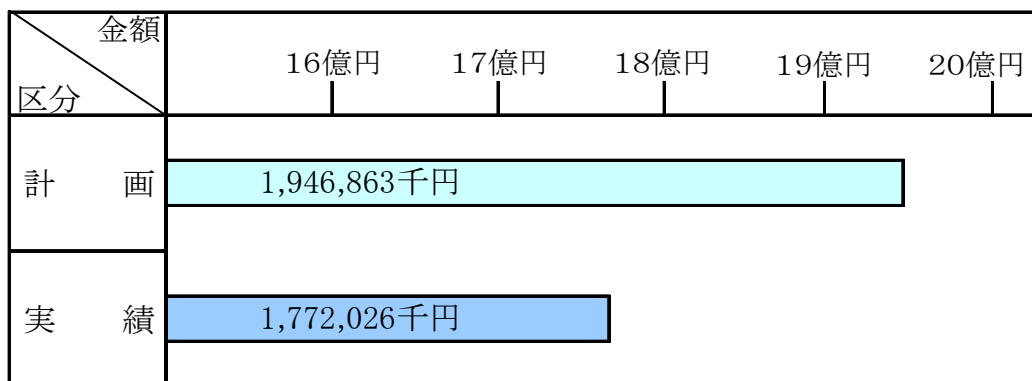 金額
区分
１６億円 １７億円 １８億円 １９億円 ２０億円
計 画
1,946,863千円
実 績
1,772,026千円